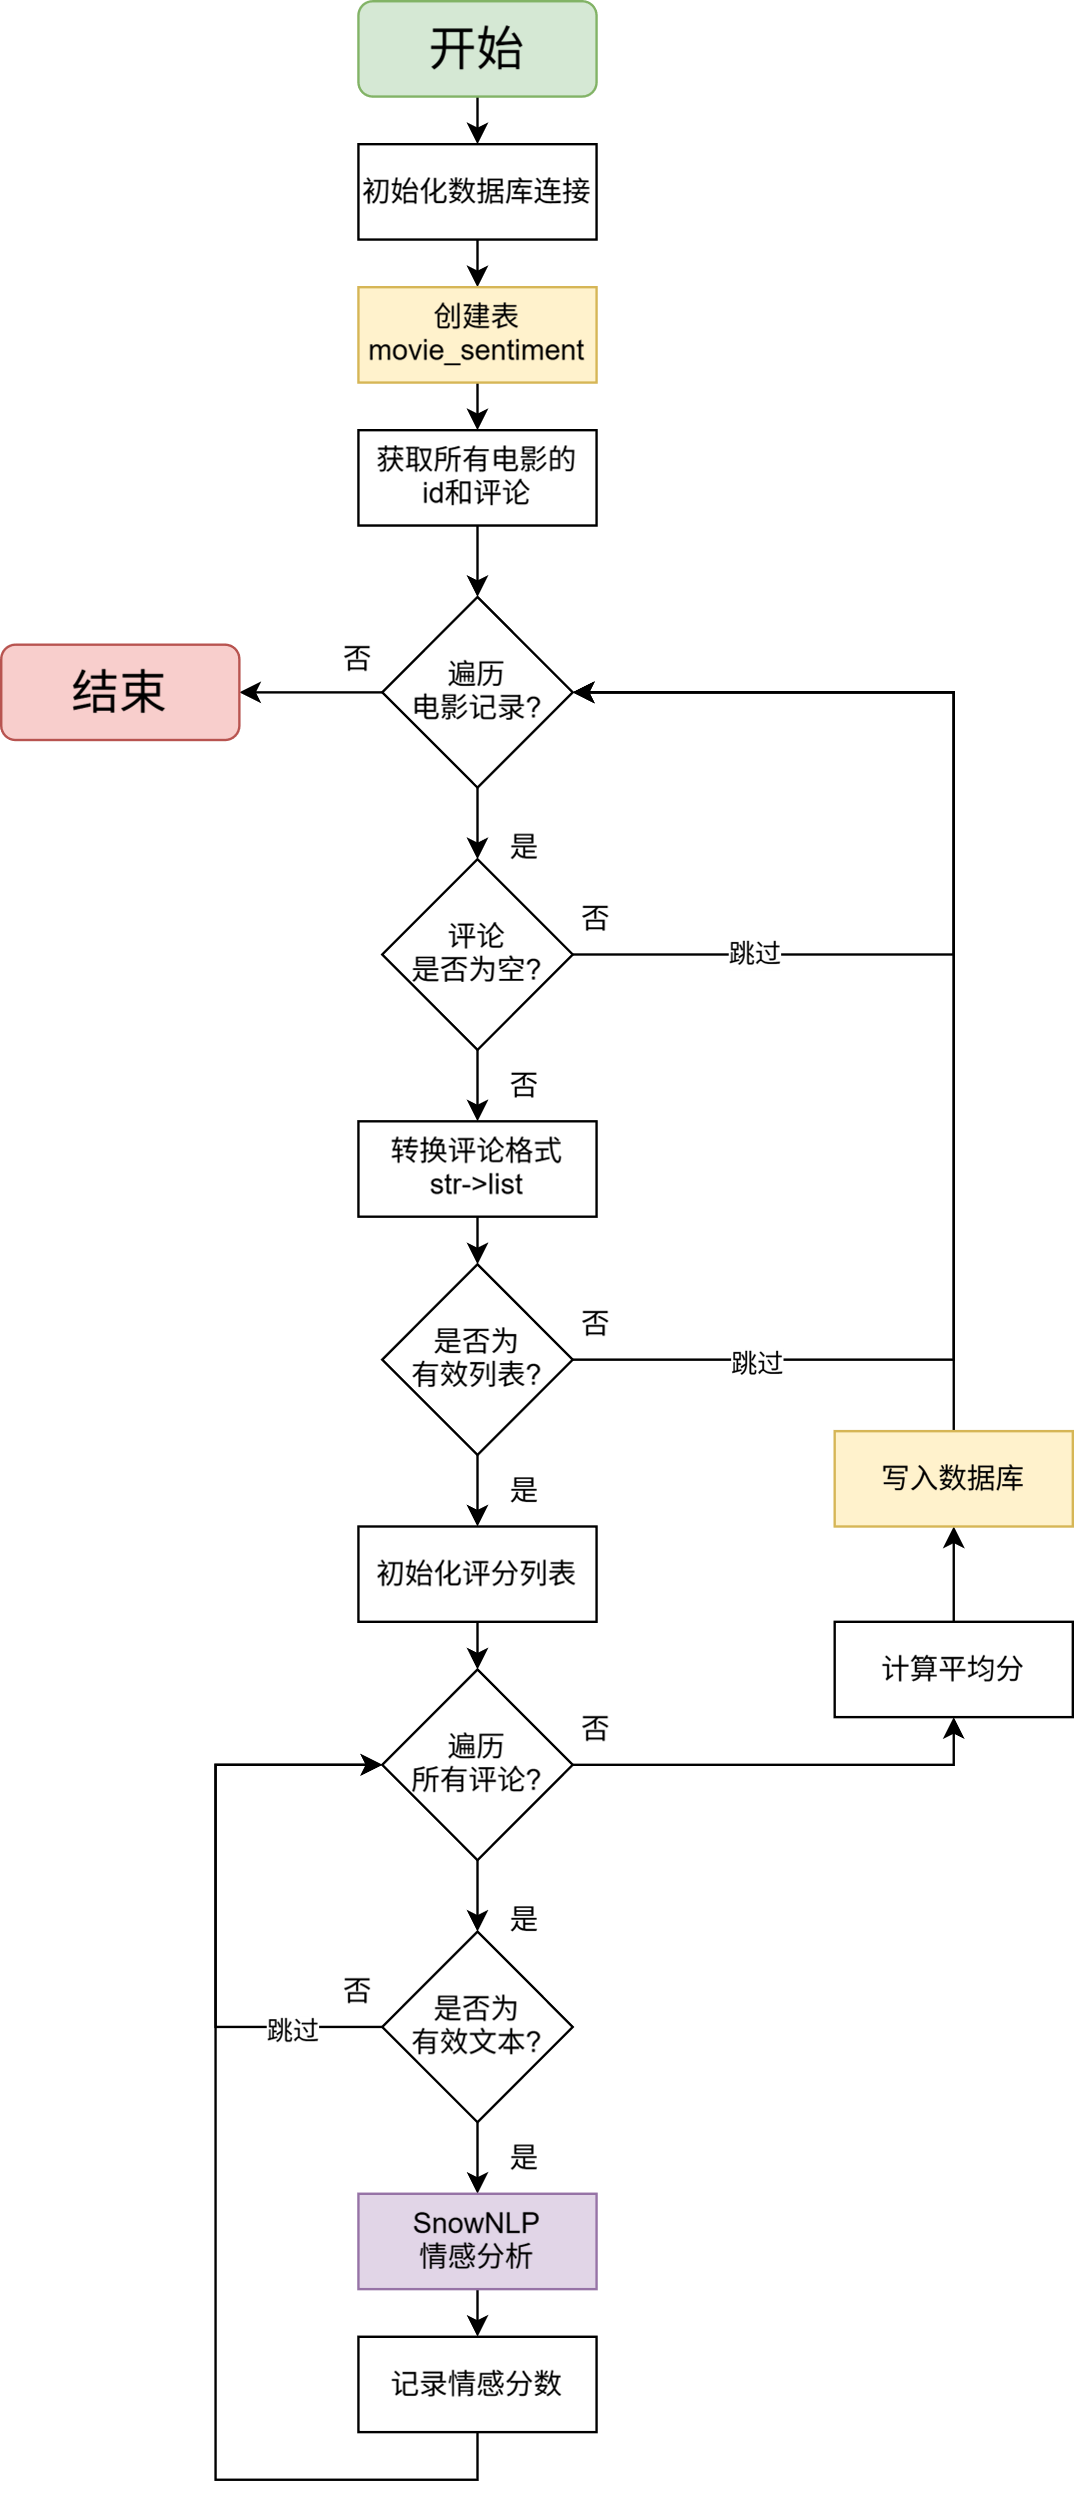 开始
初始化数据库连接
创建表
movie_sentiment
获取所有电影的
id和评论
否
结束
遍历
电影记录?
是
否
评论
是否为空?
跳过
否
转换评论格式
str->list
否
是否为
有效列表?
跳过
是
写入数据库
初始化评分列表
计算平均分
否
遍历
所有评论?
是
否
是否为
有效文本?
跳过
是
SnowNLP
情感分析
记录情感分数